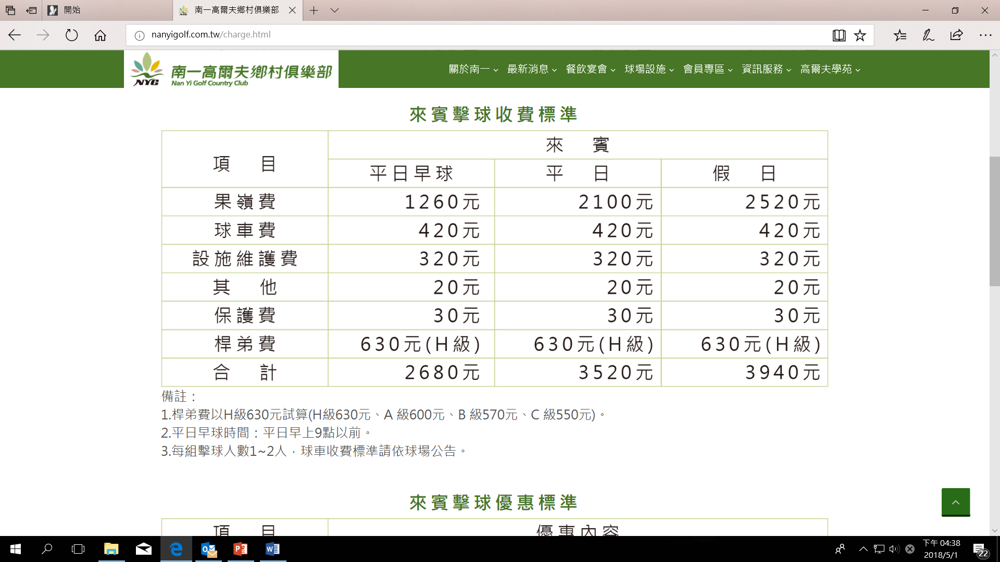 開始
南一高爾夫鄉村俱樂部
nanyigolf.com.tw/charge.html
NYG
南一高爾夫鄉村俱樂部
Nan Yi Golf Country Club
關於南一 最新消息 餐飲宴會 球場設施 會員專區 資訊服務 高爾夫學苑
來賓擊球收費標準
項目 來賓
平日早球 平日 假日
果嶺費 1260元 2100元 2520元
球車費 420元 420元 420元
設施維護費 320元 320元 320元
其他 20元 20元 20元
保護費 30元 30元 30元
桿弟費 630元(H級) 630元(H級) 630元(H級)
合計 2680元 3520元 3940元
備註：
1.桿弟費以H級630元試算(H級630元、A 級600元、B 級570元、C 級550元)。
2.平日早球時間：平日早上9點以前。
3.每組擊球人數1~2人，球車收費標準請依球場公告。
來賓擊球優惠標準
項目 優惠內容
下午 04:38
2018/5/1
22